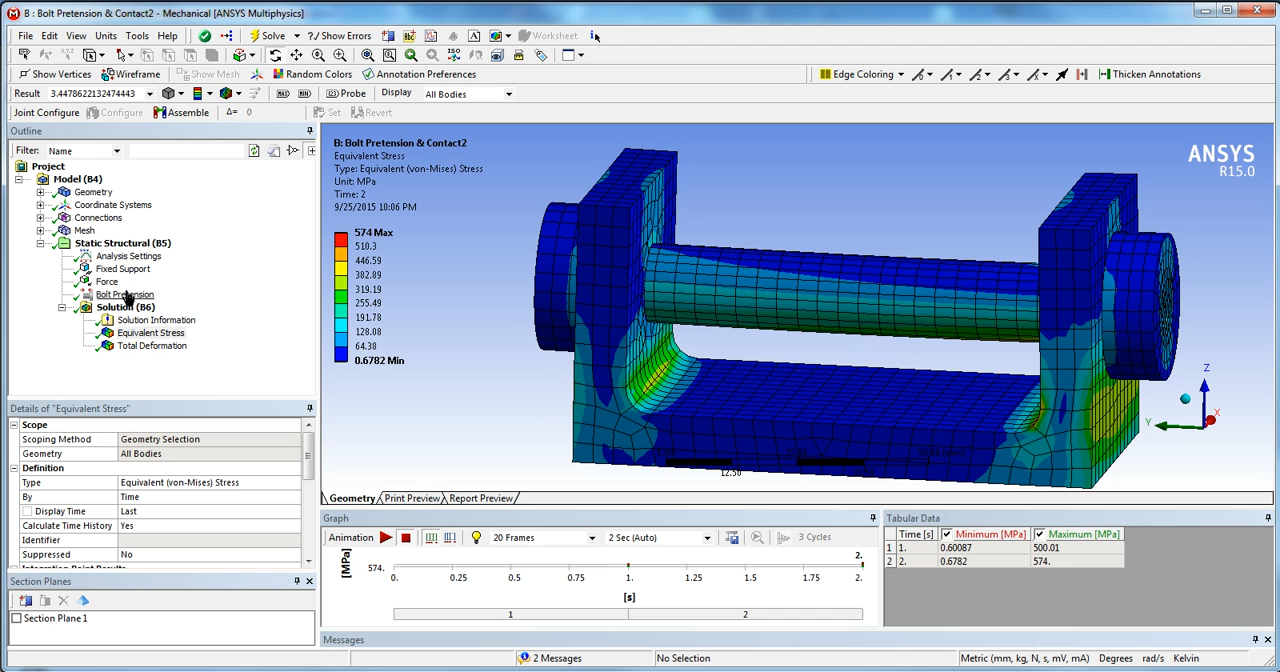 B : Bolt Pretension & Contact2 - Mechanical [ANSYS Multiphysics]
File Edit View Units Tools Help Solve ?/ Show Errors Worksheet
Show Vertices Wireframe Show Mesh Random Colors Annotation Preferences Edge Coloring Thicken Annotations
Result 3.4478622132474443 Probe Display All Bodies
Joint Configure Configure Assemble Δ= 0 Set Revert
Outline
Filter: Name
Project
Model (B4)
Geometry
Coordinate Systems
Connections
Mesh
Static Structural (B5)
Analysis Settings
Fixed Support
Force
Bolt Pretension
Solution (B6)
Solution Information
Equivalent Stress
Total Deformation
Details of "Equivalent Stress"
Scope
Scoping Method Geometry Selection
Geometry All Bodies
Definition
Type Equivalent (von-Mises) Stress
By Time
Display Time Last
Calculate Time History Yes
Identifier
Suppressed No
Integration Point Results
Section Planes
Section Plane 1
B: Bolt Pretension & Contact2
Equivalent Stress
Type: Equivalent (von-Mises) Stress
Unit: MPa
Time: 2
9/25/2015 10:06 PM
574 Max
510.3
446.59
382.89
319.19
255.49
191.78
128.08
64.38
0.6782 Min
ANSYS
R15.0
Z
X
Y
12.50
Geometry Print Preview Report Preview
Graph
Animation 20 Frames 2 Sec (Auto) 3 Cycles
[MPa]
2.
574.
0. 0.25 0.5 0.75 1. 1.25 1.5 1.75 2.
[s]
1 2
Tabular Data
Time [s] Minimum [MPa] Maximum [MPa]
1 1. 0.60087 500.01
2 2. 0.6782 574.
Messages
2 Messages No Selection Metric (mm, kg, N, s, mV, mA) Degrees rad/s Kelvin